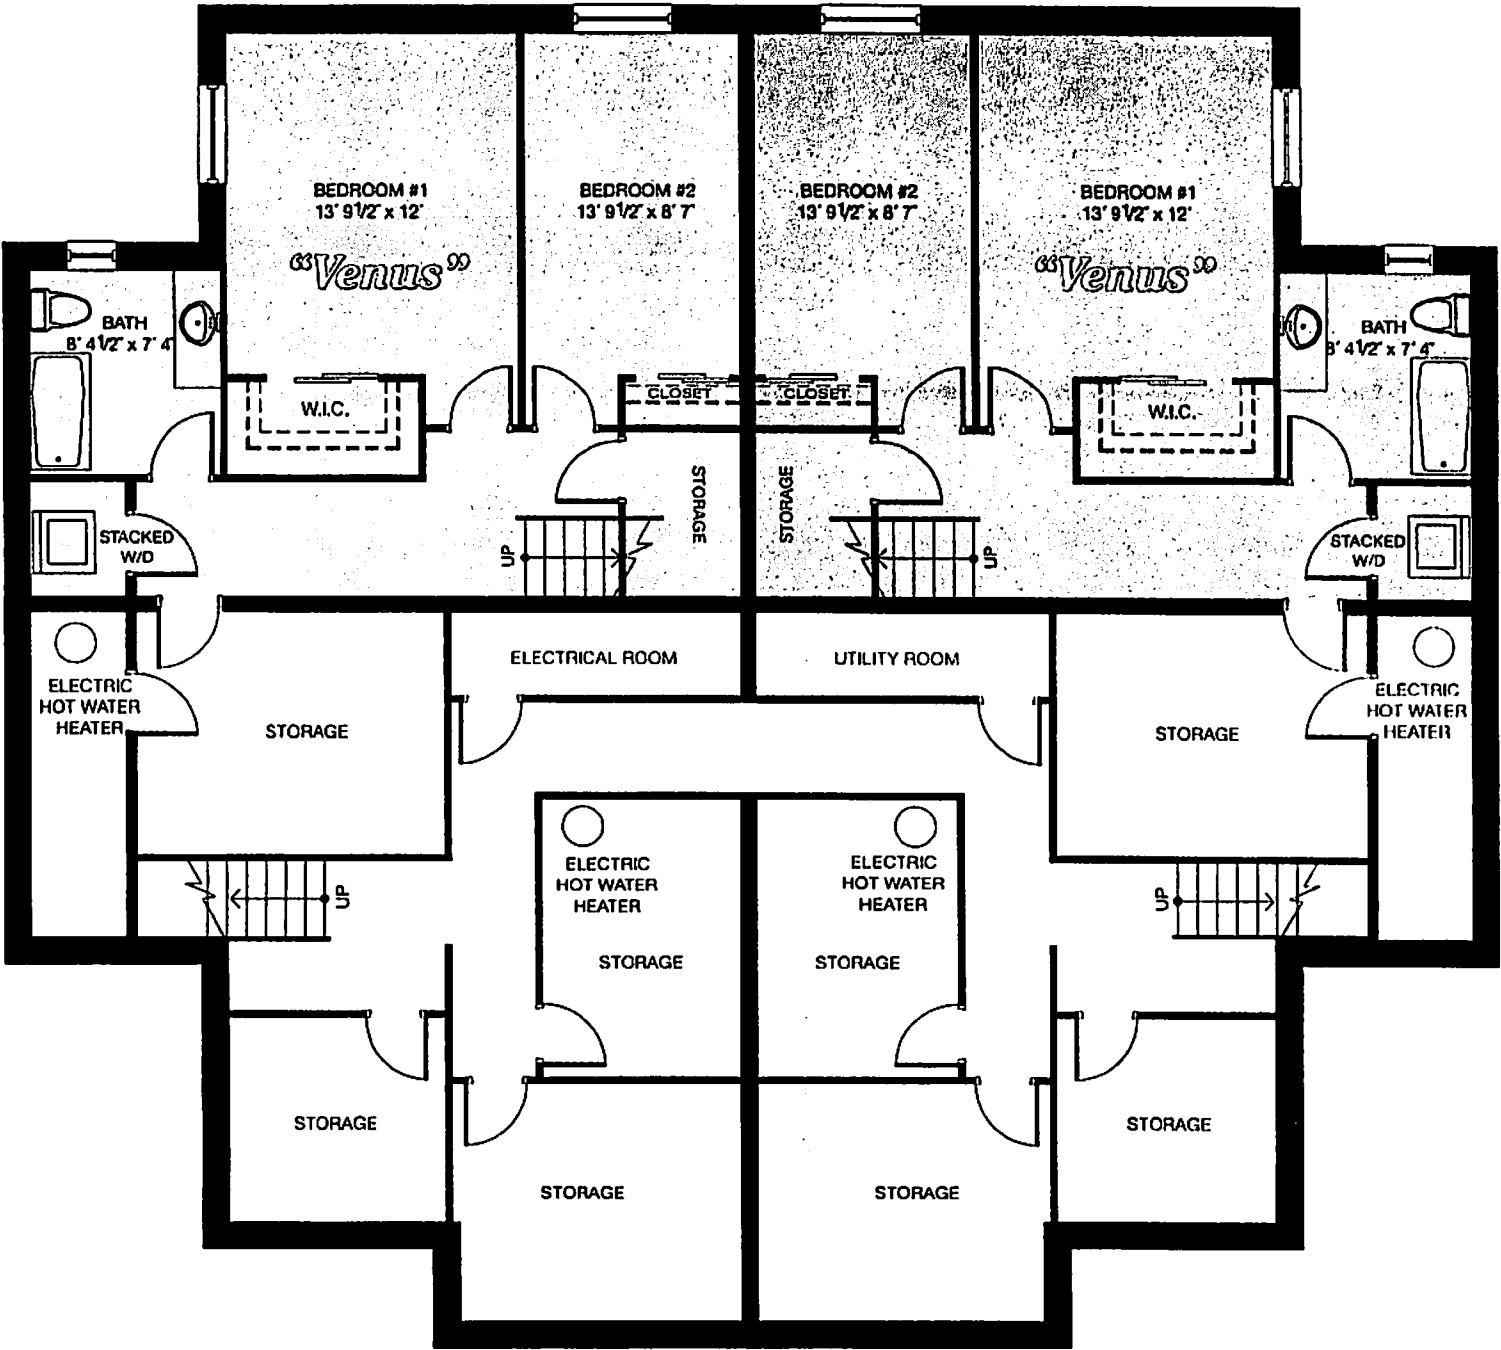 BEDROOM #1
13' 9 1/2" x 12'
"Venus"
BEDROOM #2
13' 9 1/2" x 8' 7"
BEDROOM #2
13' 9 1/2" x 8' 7"
BEDROOM #1
13' 9 1/2" x 12'
"Venus"
BATH
8' 4 1/2" x 7' 4"
BATH
8' 4 1/2" x 7' 4"
W.I.C.
CLOSET
CLOSET
W.I.C.
STORAGE
STORAGE
STACKED
W/D
UP
UP
STACKED
W/D
ELECTRIC
HOT WATER
HEATER
STORAGE
ELECTRICAL ROOM
UTILITY ROOM
STORAGE
ELECTRIC
HOT WATER
HEATER
UP
ELECTRIC
HOT WATER
HEATER
STORAGE
ELECTRIC
HOT WATER
HEATER
STORAGE
UP
STORAGE
STORAGE
STORAGE
STORAGE